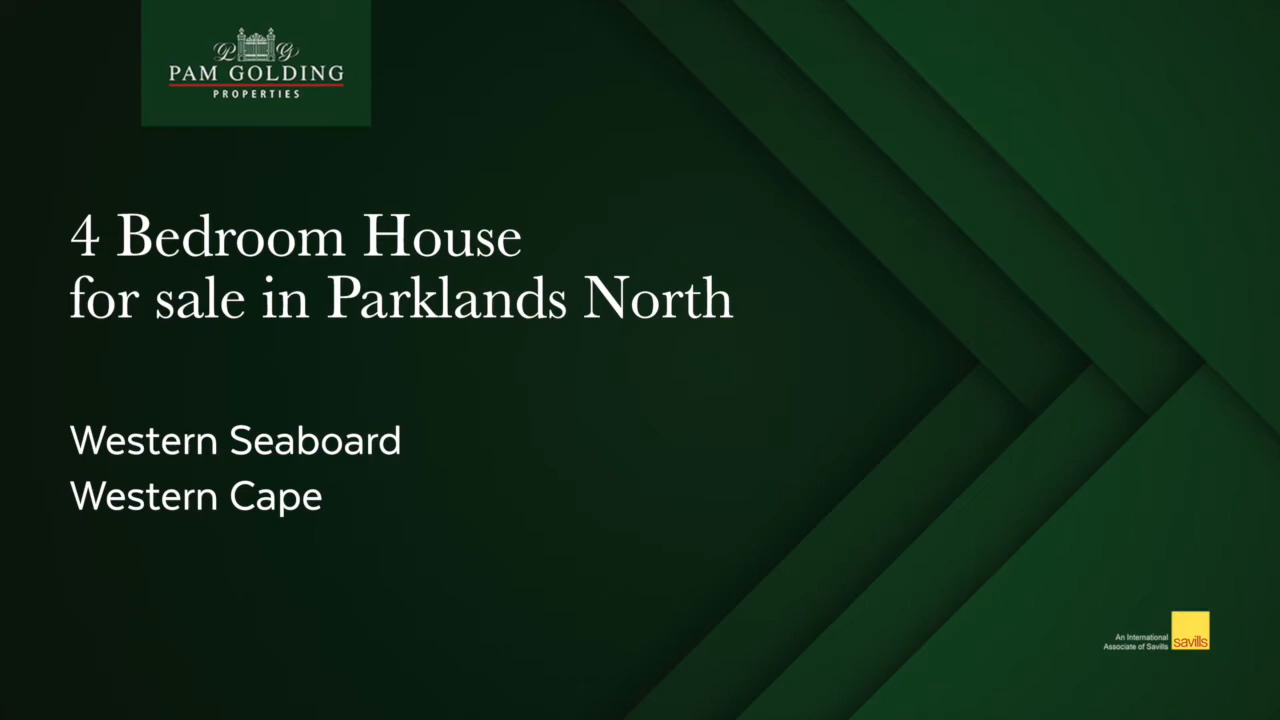 P G
PAM GOLDING
PROPERTIES
4 Bedroom House
for sale in Parklands North
Western Seaboard
Western Cape
An International
Associate of Savills
savills